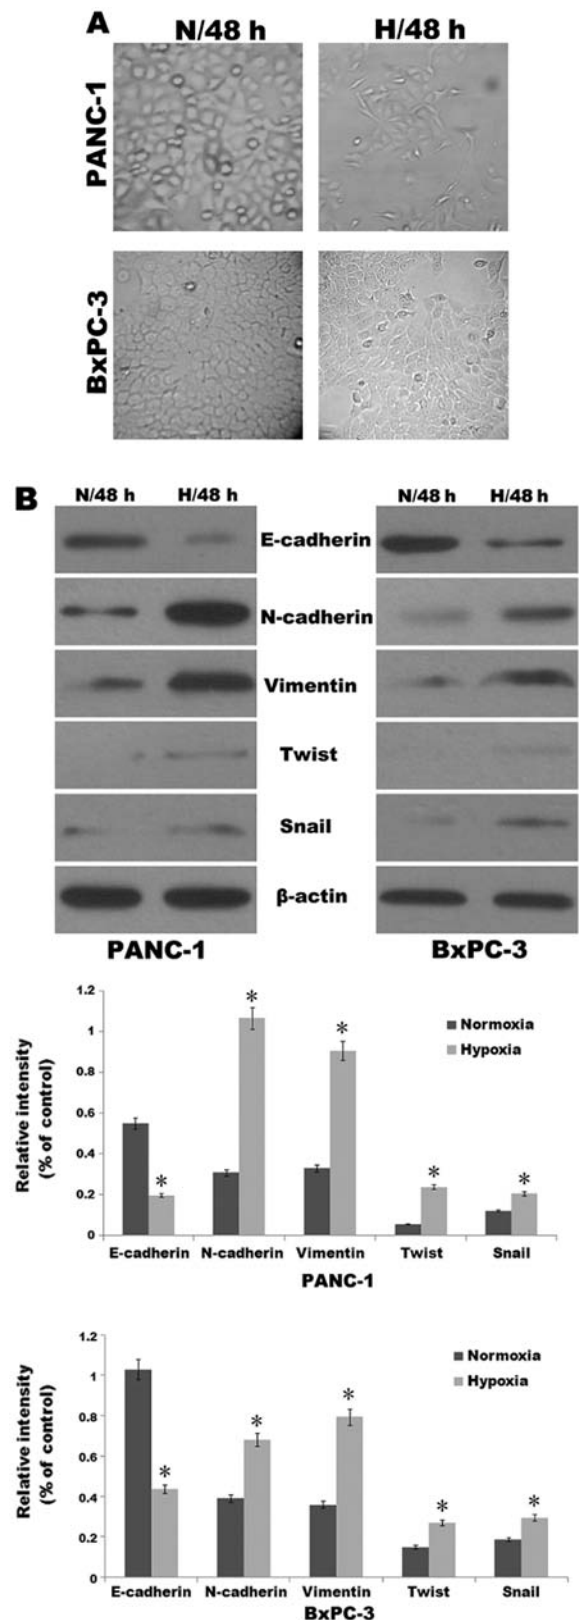 A
N/48 h H/48 h
PANC-1
BxPC-3
B
N/48 h H/48 h N/48 h H/48 h
E-cadherin
N-cadherin
Vimentin
Twist
Snail
β-actin
PANC-1 BxPC-3
Relative intensity
(% of control)
1.2
1
0.8
0.6
0.4
0.2
0
* * * * *
Normoxia
Hypoxia
E-cadherin N-cadherin Vimentin Twist Snail
PANC-1
Relative intensity
(% of control)
1.2
1
0.8
0.6
0.4
0.2
0
* * * * *
Normoxia
Hypoxia
E-cadherin N-cadherin Vimentin Twist Snail
BxPC-3